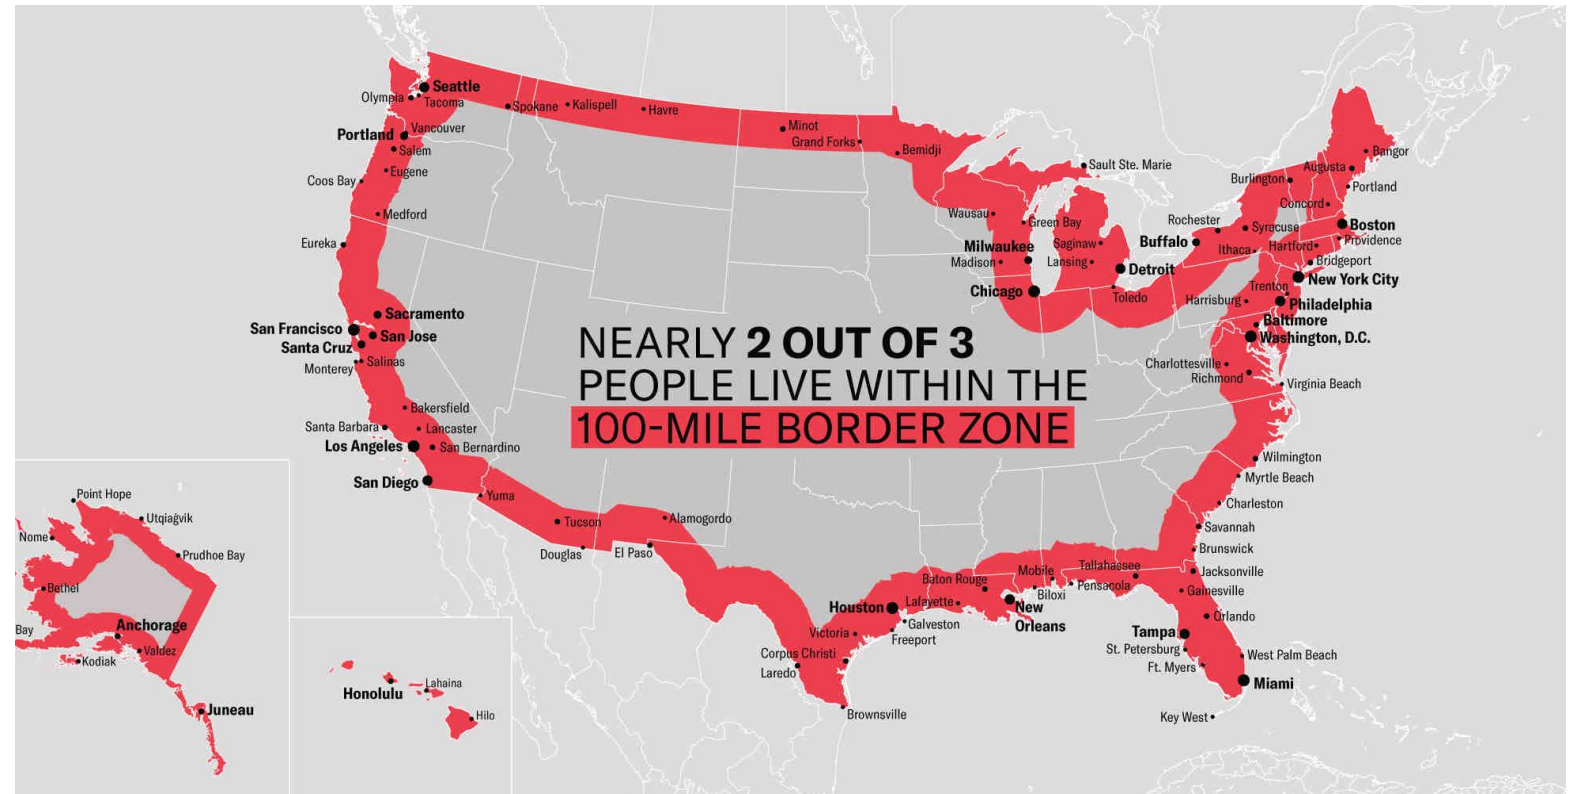 Seattle
Olympia
Tacoma
Spokane
Kalispell
Havre
Minot
Grand Forks
Bemidji
Sault Ste. Marie
Portland
Vancouver
Salem
Eugene
Coos Bay
Medford
Eureka
Sacramento
San Francisco
San Jose
Santa Cruz
Salinas
Monterey
Bakersfield
Santa Barbara
Lancaster
Los Angeles
San Bernardino
San Diego
Yuma
Tucson
Douglas
Alamogordo
El Paso
NEARLY 2 OUT OF 3
PEOPLE LIVE WITHIN THE
100-MILE BORDER ZONE
Wausau
Green Bay
Milwaukee
Madison
Chicago
Saginaw
Lansing
Detroit
Toledo
Bangor
Augusta
Burlington
Portland
Concord
Rochester
Syracuse
Boston
Buffalo
Ithaca
Hartford
Providence
Bridgeport
New York City
Trenton
Harrisburg
Philadelphia
Baltimore
Washington, D.C.
Charlottesville
Richmond
Virginia Beach
Wilmington
Myrtle Beach
Charleston
Savannah
Brunswick
Jacksonville
Tallahassee
Mobile
Pensacola
Biloxi
Baton Rouge
Lafayette
New
Orleans
Houston
Galveston
Freeport
Victoria
Corpus Christi
Laredo
Brownsville
Gainesville
Orlando
Tampa
St. Petersburg
Ft. Myers
West Palm Beach
Miami
Key West
Point Hope
Utqiaġvik
Nome
Prudhoe Bay
Bethel
Anchorage
Bay
Valdez
Kodiak
Juneau
Honolulu
Lahaina
Hilo